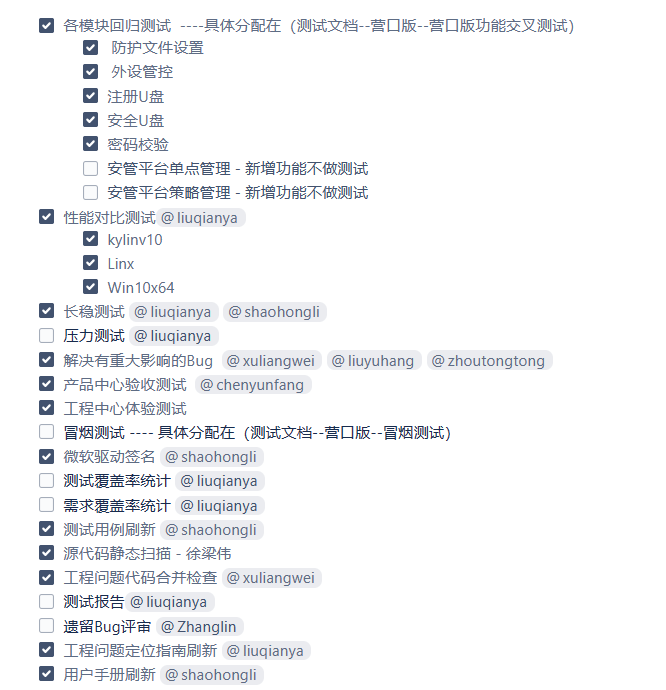 各模块回归测试 ----具体分配在（测试文档--营口版--营口版功能交叉测试）
防护文件设置
外设管控
注册U盘
安全U盘
密码校验
安管平台单点管理 - 新增功能不做测试
安管平台策略管理 - 新增功能不做测试
性能对比测试 @liuqianya
kylinv10
Linx
Win10x64
长稳测试 @liuqianya @shaohongli
压力测试 @liuqianya
解决有重大影响的Bug @xuliangwei @liuyuhang @zhoutongtong
产品中心验收测试 @chenyunfang
工程中心体验测试
冒烟测试 ---- 具体分配在（测试文档--营口版--冒烟测试）
微软驱动签名 @shaohongli
测试覆盖率统计 @liuqianya
需求覆盖率统计 @liuqianya
测试用例刷新 @shaohongli
源代码静态扫描 - 徐梁伟
工程问题代码合并检查 @xuliangwei
测试报告 @liuqianya
遗留Bug评审 @Zhanglin
工程问题定位指南刷新 @liuqianya
用户手册刷新 @shaohongli